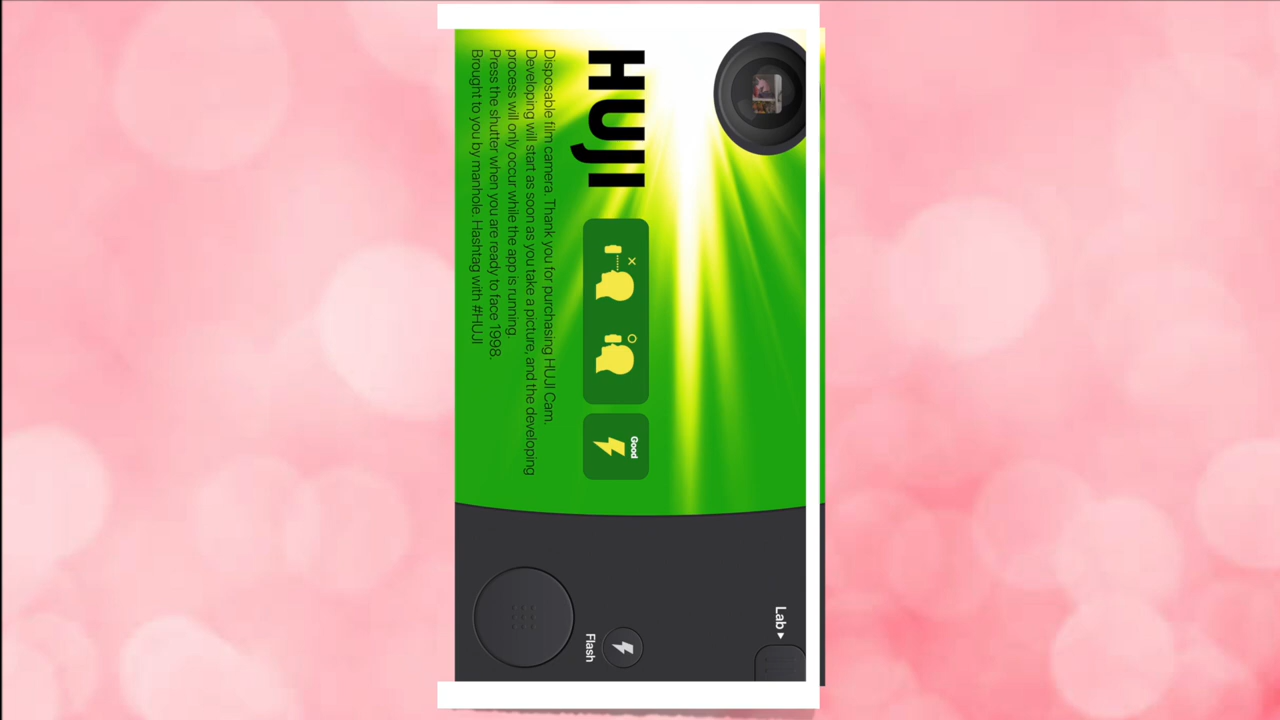 HUJI
Disposable film camera. Thank you for purchasing HUJI Cam.
Developing will start as soon as you take a picture, and the developing
process will only occur while the app is running.
Press the shutter when you are ready to face 1998.
Brought to you by manhole. Hashtag with #HUJI
Good
Lab
Flash